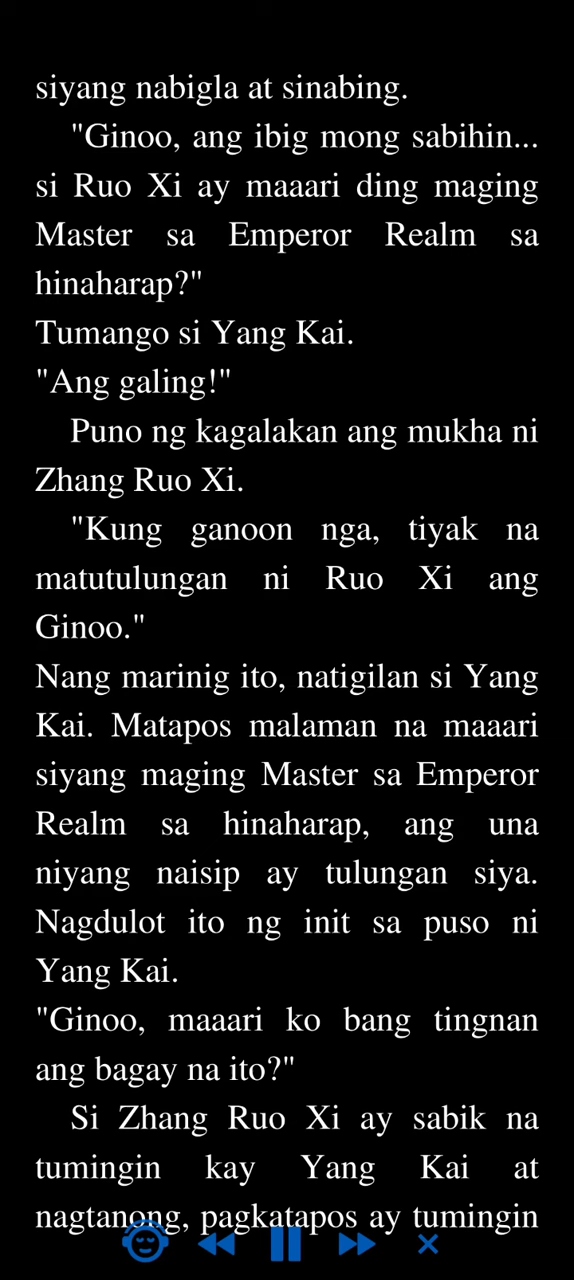 siyang nabigla at sinabing.
"Ginoo, ang ibig mong sabihin...
si Ruo Xi ay maaari ding maging
Master sa Emperor Realm sa
hinaharap?"
Tumango si Yang Kai.
"Ang galing!"
Puno ng kagalakan ang mukha ni
Zhang Ruo Xi.
"Kung ganoon nga, tiyak na
matutulungan ni Ruo Xi ang
Ginoo."
Nang marinig ito, natigilan si Yang
Kai. Matapos malaman na maaari
siyang maging Master sa Emperor
Realm sa hinaharap, ang una
niyang naisip ay tulungan siya.
Nagdulot ito ng init sa puso ni
Yang Kai.
"Ginoo, maaari ko bang tingnan
ang bagay na ito?"
Si Zhang Ruo Xi ay sabik na
tumingin kay Yang Kai at
nagtanong, pagkatapos ay tumingin